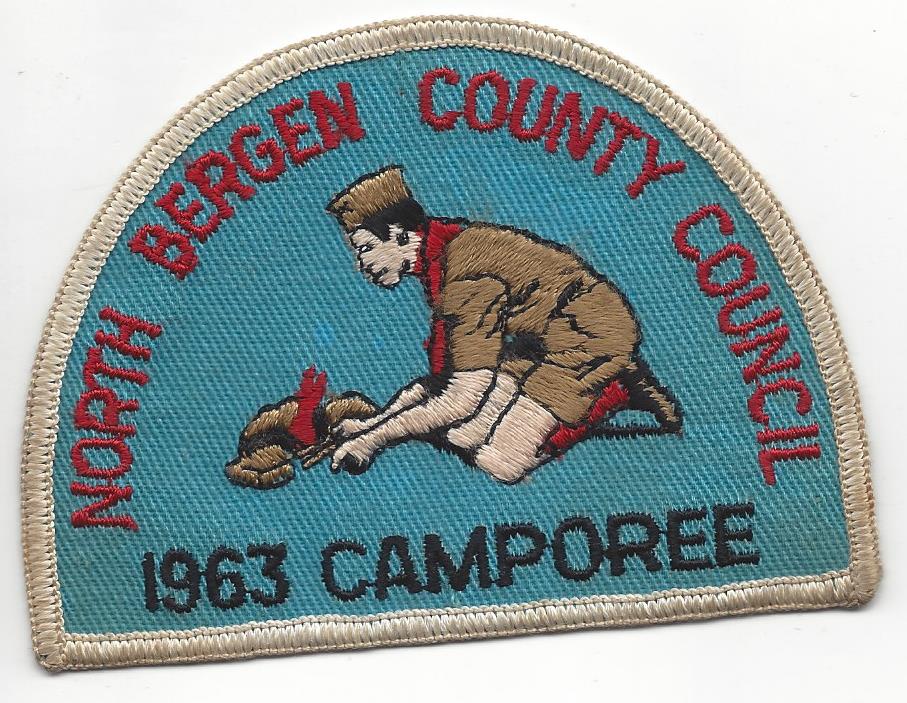 NORTH BERGEN COUNTY COUNCIL
1963 CAMPOREE